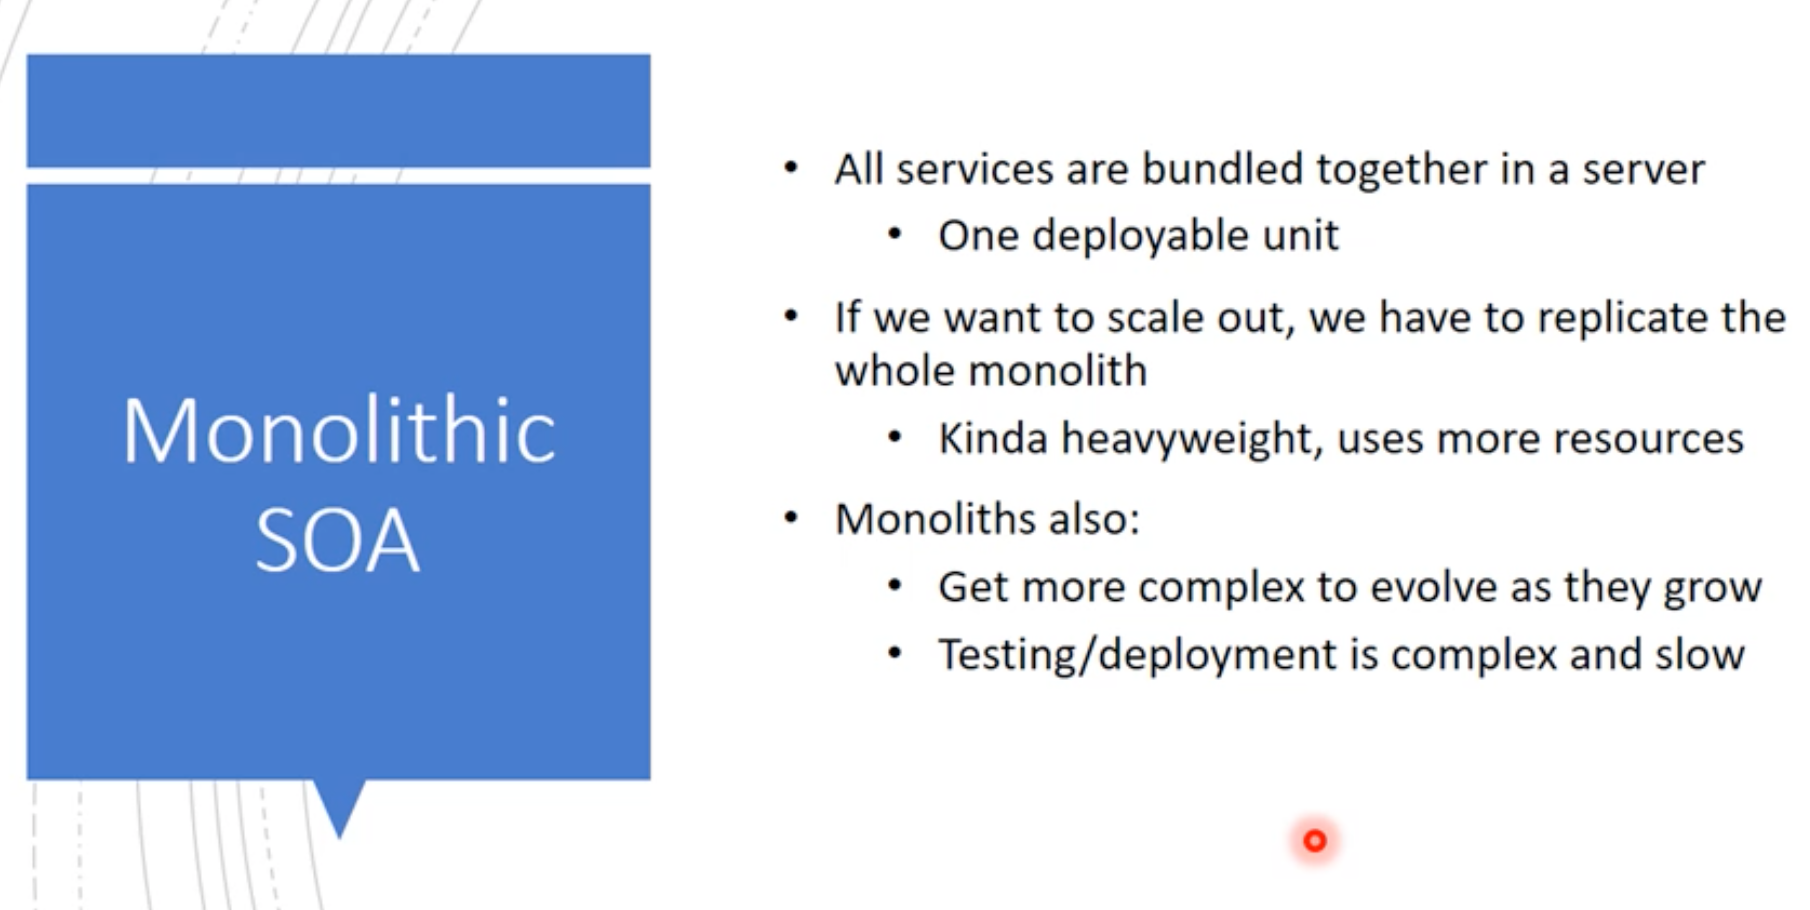 Monolithic
SOA
• All services are bundled together in a server
• One deployable unit
• If we want to scale out, we have to replicate the
whole monolith
• Kinda heavyweight, uses more resources
• Monoliths also:
• Get more complex to evolve as they grow
• Testing/deployment is complex and slow